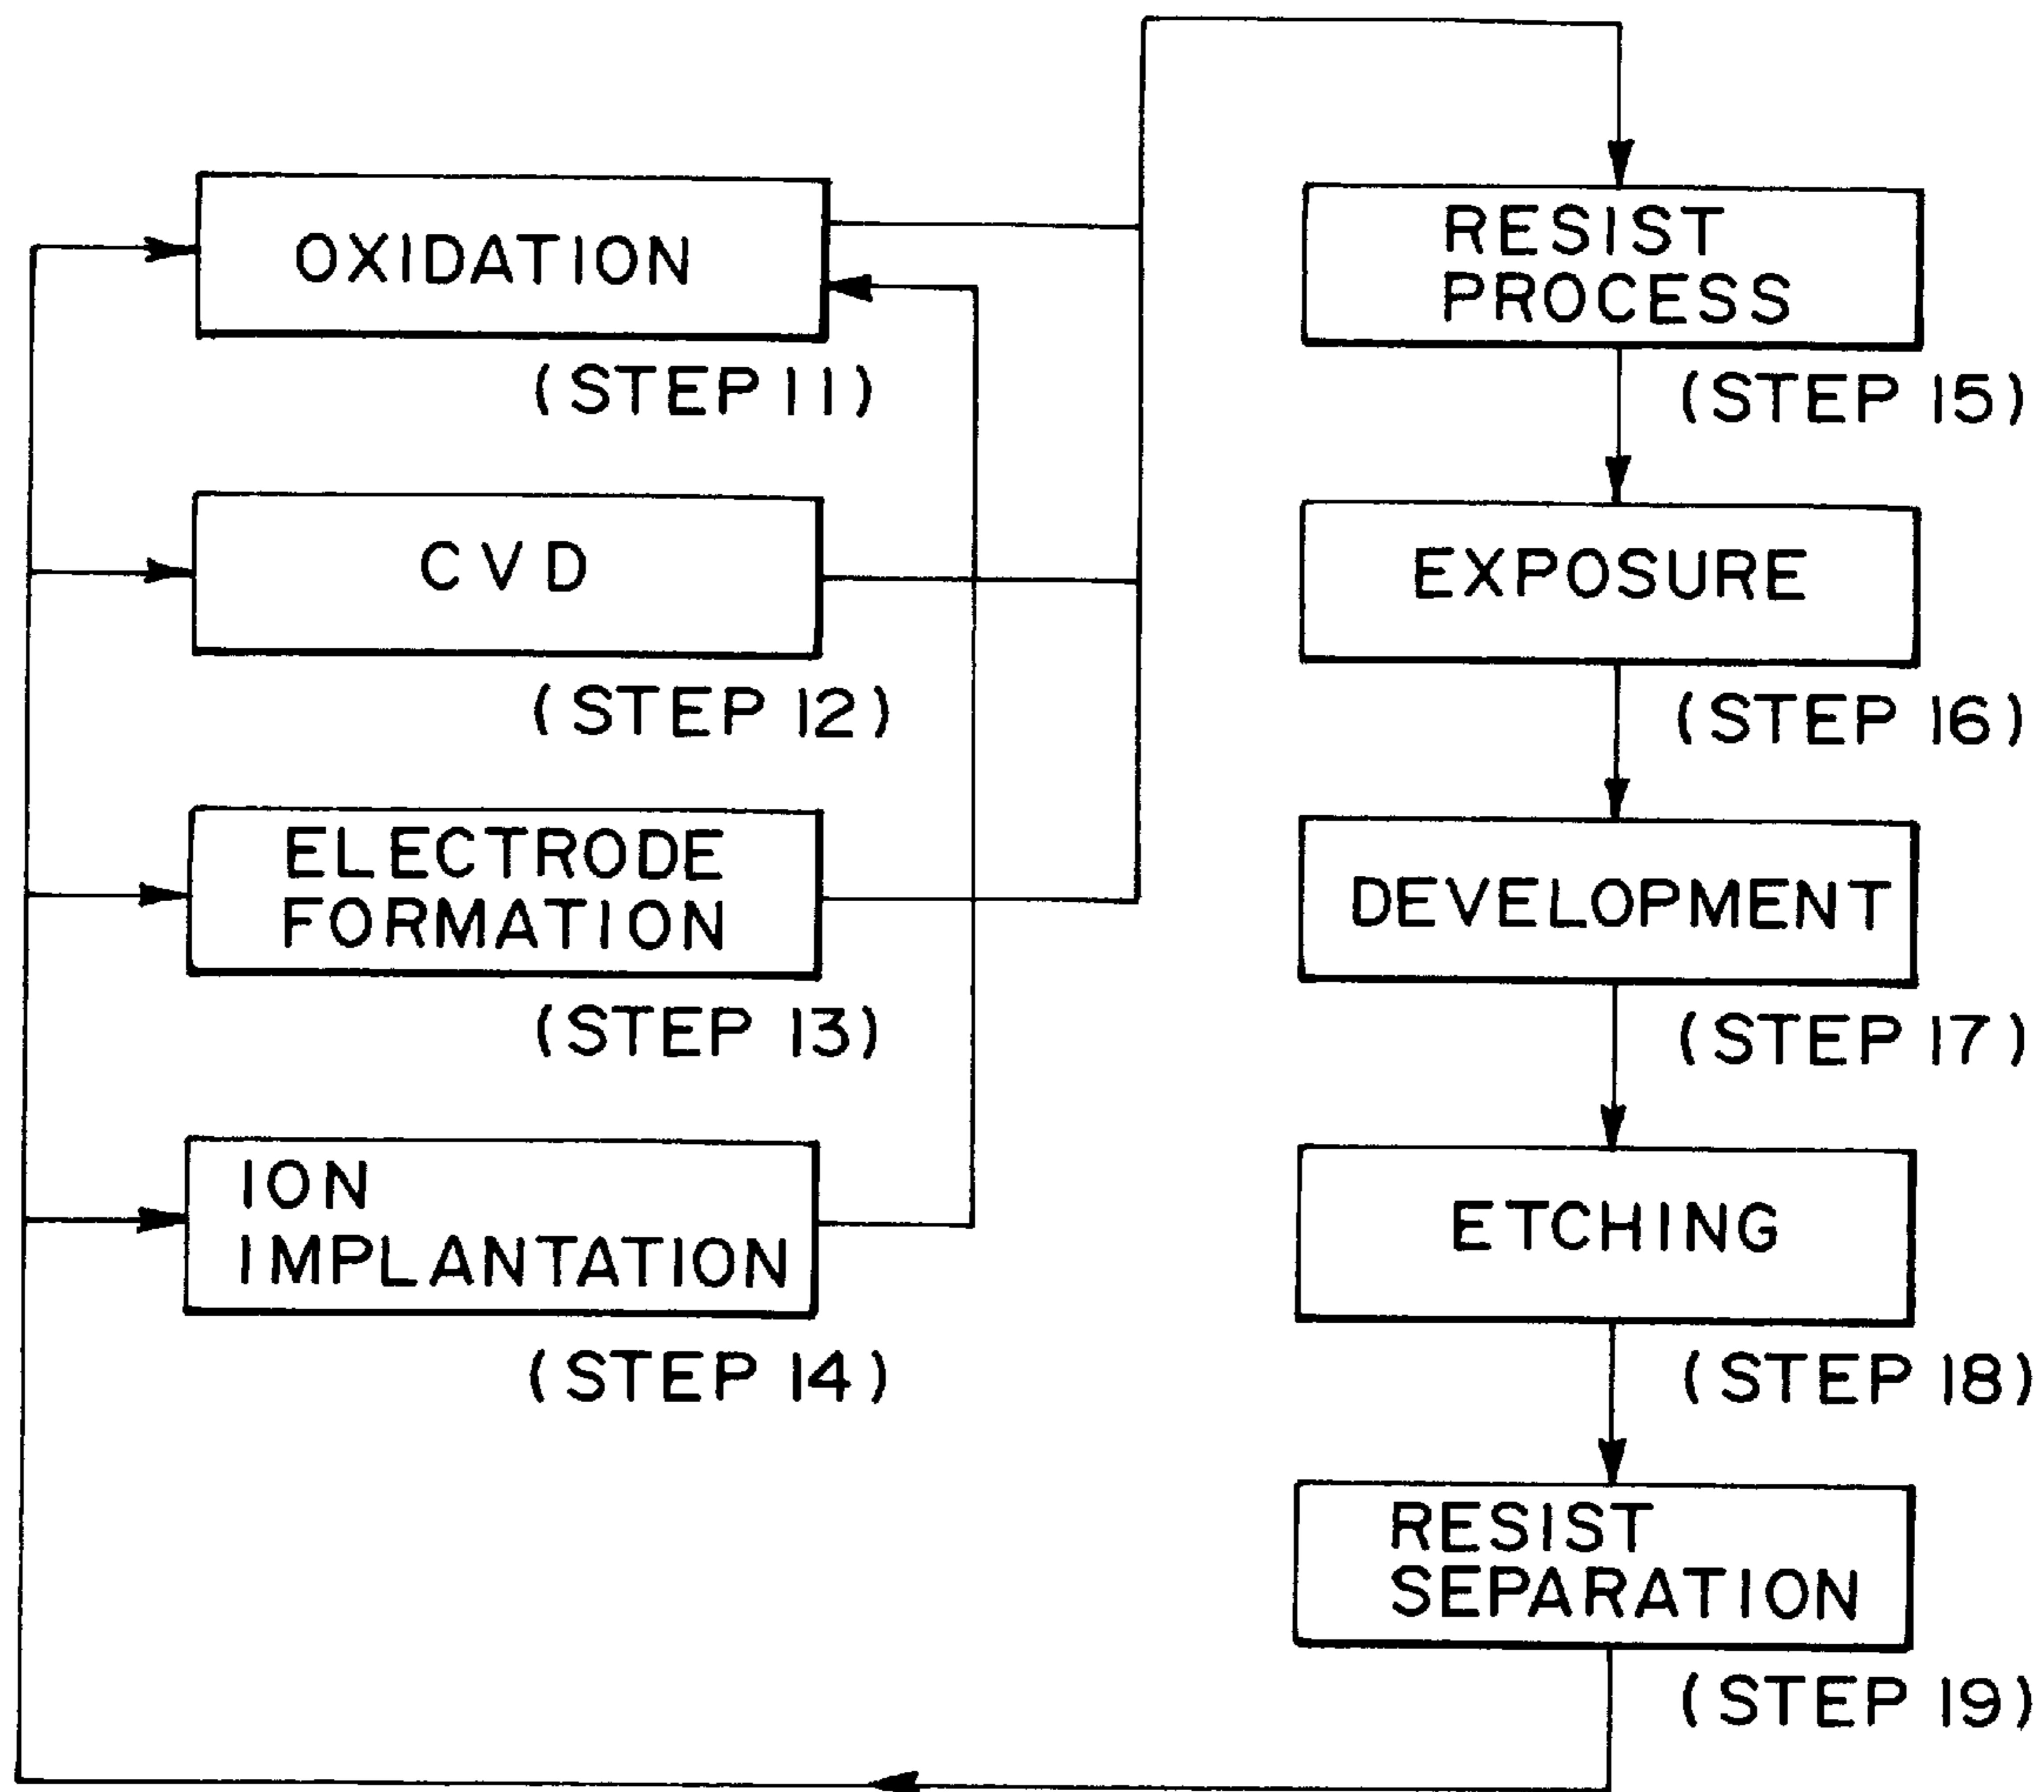 OXIDATION
(STEP 11)
CVD
(STEP 12)
ELECTRODE
FORMATION
(STEP 13)
ION
IMPLANTATION
(STEP 14)
RESIST
PROCESS
(STEP 15)
EXPOSURE
(STEP 16)
DEVELOPMENT
(STEP 17)
ETCHING
(STEP 18)
RESIST
SEPARATION
(STEP 19)